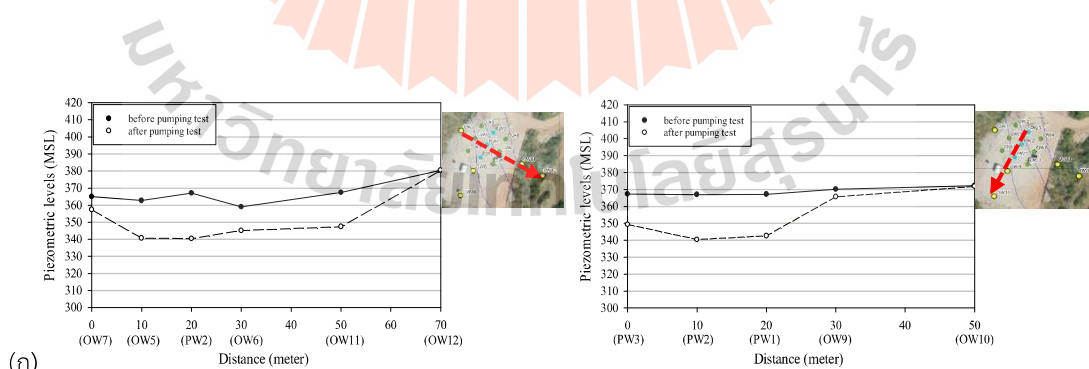 มหาวิทยาลัยเทคโนโลยีสุรนารี
420
410
400
390
380
370
360
350
340
330
320
310
300
Piezometric levels (MSL)
before pumping test
after pumping test
0 10 20 30 40 50 60 70
(OW7) (OW5) (PW2) (OW6) (OW11) (OW12)
Distance (meter)
420
410
400
390
380
370
360
350
340
330
320
310
300
Piezometric levels (MSL)
before pumping test
after pumping test
0 10 20 30 40 50
(PW3) (PW2) (PW1) (OW9) (OW10)
Distance (meter)
(ก)